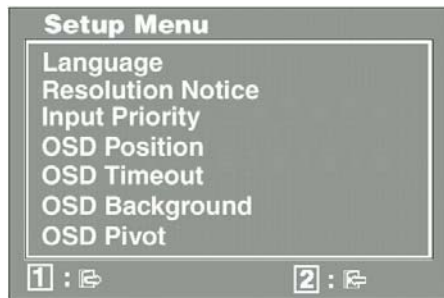 Setup Menu
Language
Resolution Notice
Input Priority
OSD Position
OSD Timeout
OSD Background
OSD Pivot
1 : 2 :